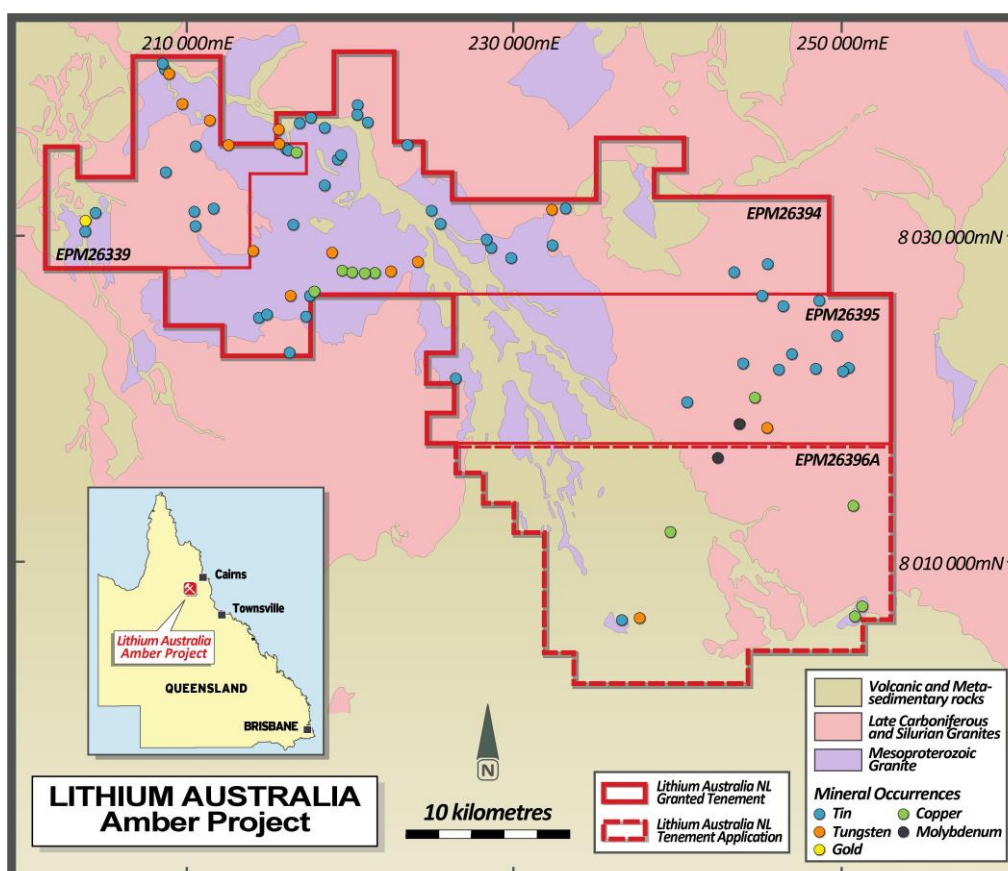 210 000mE
230 000mE
250 000mE
EPM26394
8 030 000mN
EPM26339
EPM26395
EPM26396A
8 010 000mN
Cairns
Townsville
Lithium Australia
Amber Project
QUEENSLAND
BRISBANE
LITHIUM AUSTRALIA
Amber Project
N
10 kilometres
Lithium Australia NL
Granted Tenement
Lithium Australia NL
Tenement Application
Volcanic and Meta-
sedimentary rocks
Late Carboniferous
and Silurian Granites
Mesoproterozoic
Granite
Mineral Occurrences
Tin
Copper
Tungsten
Molybdenum
Gold